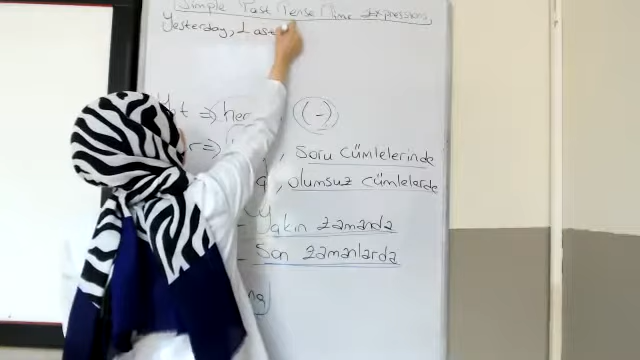 Simple Past Tense Time Expressions
Yesterday, Last
⇒ her , (-)
⇒ , Soru cümlelerinde
, olumsuz cümlelerde
- Yakın zamanda
- Son zamanlarda